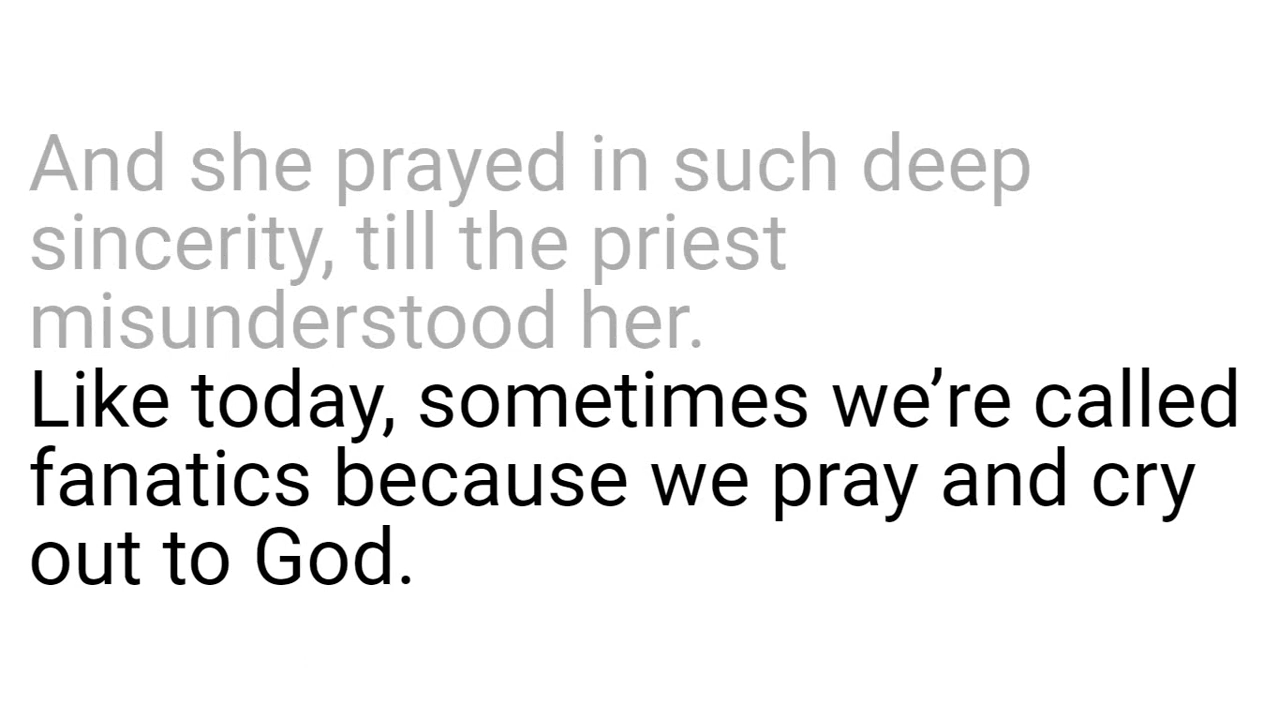 And she prayed in such deep
sincerity, till the priest
misunderstood her.
Like today, sometimes we’re called
fanatics because we pray and cry
out to God.